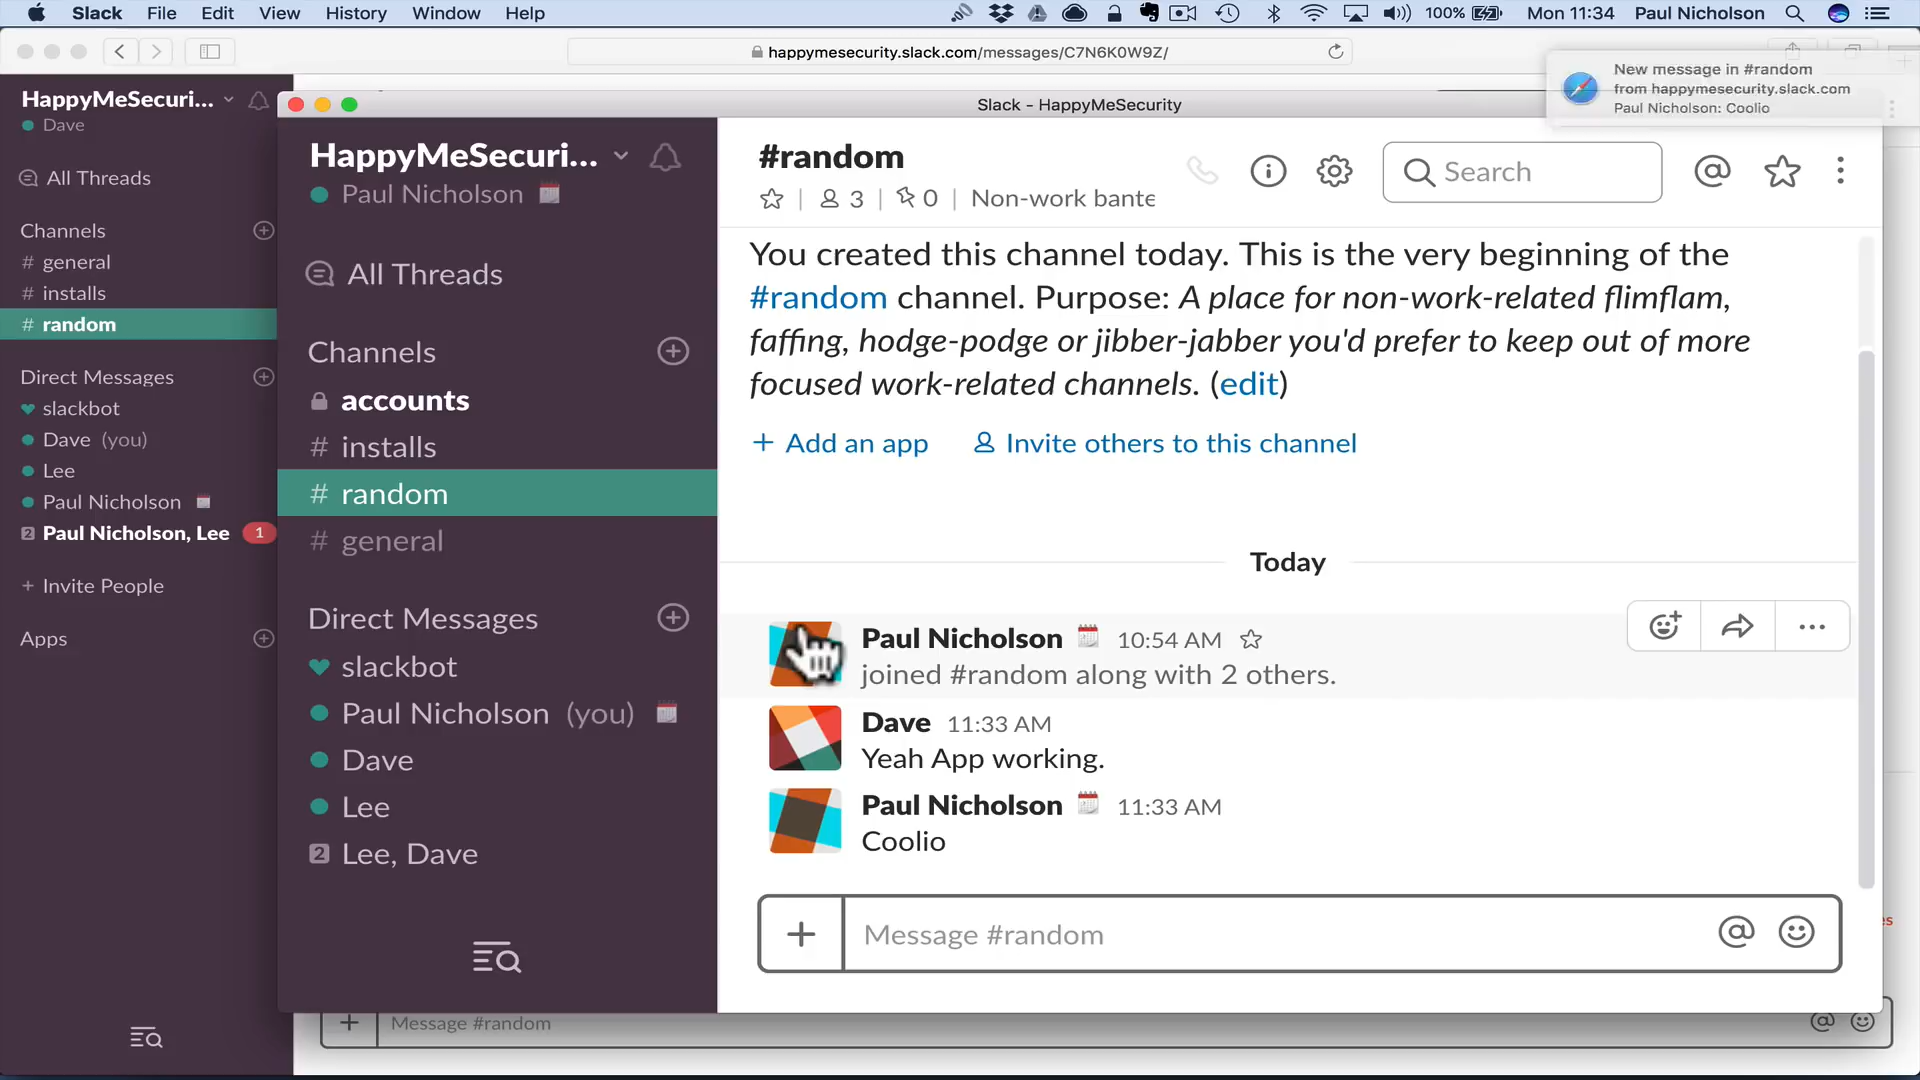 Slack File Edit View History Window Help 100% Mon 11:34 Paul Nicholson
happymesecurity.slack.com/messages/C7N6K0W9Z/
New message in #random
from happymesecurity.slack.com
Paul Nicholson: Coolio
HappyMeSecuri...
Dave
All Threads
Channels
# general
# installs
# random
Direct Messages
slackbot
Dave (you)
Lee
Paul Nicholson
2 Paul Nicholson, Lee 1
+ Invite People
Apps
Slack - HappyMeSecurity
HappyMeSecuri...
Paul Nicholson
All Threads
Channels
accounts
# installs
# random
# general
Direct Messages
slackbot
Paul Nicholson (you)
Dave
Lee
2 Lee, Dave
#random
3 | 0 | Non-work bante
Search
You created this channel today. This is the very beginning of the
#random channel. Purpose: A place for non-work-related flimflam,
faffing, hodge-podge or jibber-jabber you'd prefer to keep out of more
focused work-related channels. (edit)
+ Add an app Invite others to this channel
Today
Paul Nicholson 10:54 AM
joined #random along with 2 others.
Dave 11:33 AM
Yeah App working.
Paul Nicholson 11:33 AM
Coolio
+ Message #random @
es
+ Message #random @